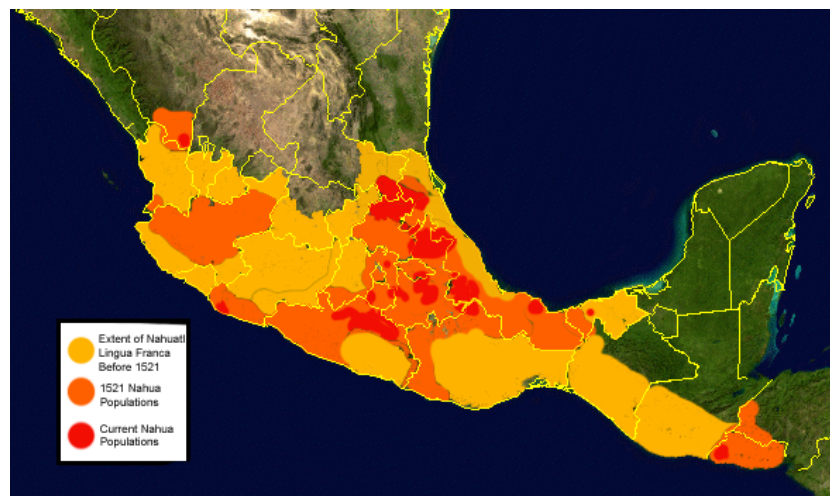 Extent of Nahuatl
Lingua Franca
Before 1521
1521 Nahua
Populations
Current Nahua
Populations